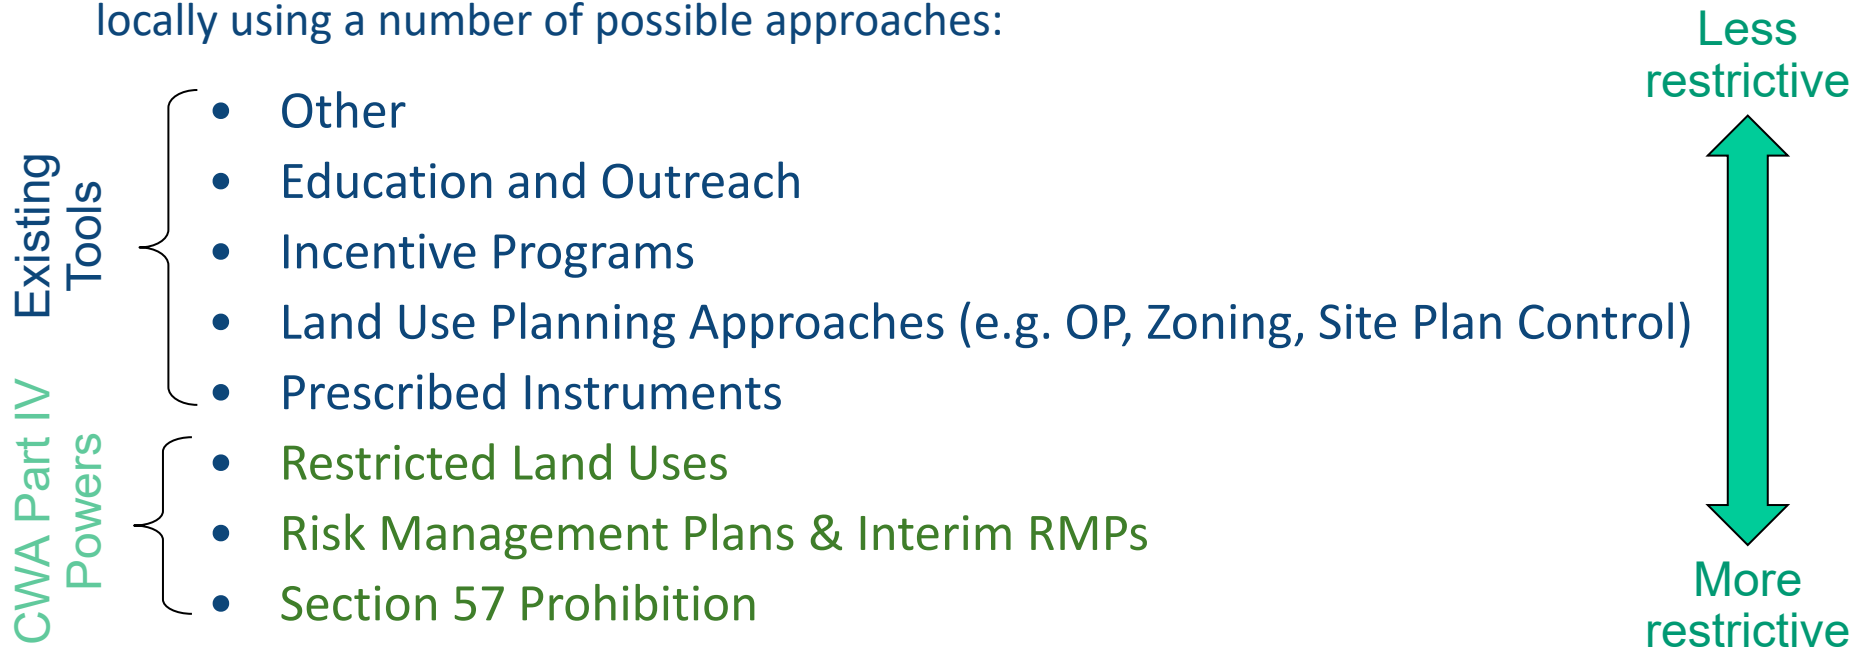 locally using a number of possible approaches:
Less
restrictive
Existing
Tools
• Other
• Education and Outreach
• Incentive Programs
• Land Use Planning Approaches (e.g. OP, Zoning, Site Plan Control)
• Prescribed Instruments
CWA Part IV
Powers
• Restricted Land Uses
• Risk Management Plans & Interim RMPs
• Section 57 Prohibition
More
restrictive